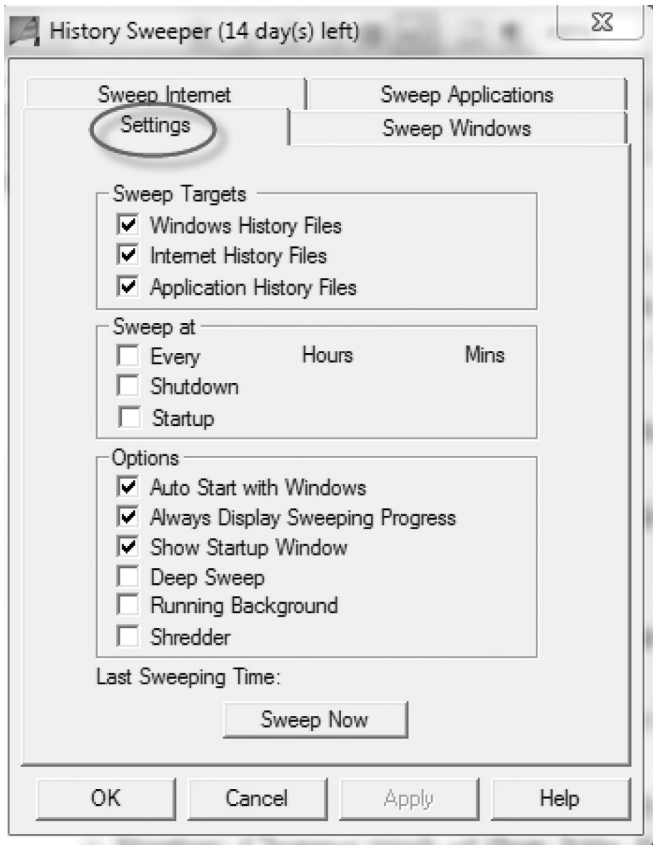 History Sweeper (14 day(s) left)
Sweep Internet
Sweep Applications
Settings
Sweep Windows
Sweep Targets
Windows History Files
Internet History Files
Application History Files
Sweep at
Every Hours Mins
Shutdown
Startup
Options
Auto Start with Windows
Always Display Sweeping Progress
Show Startup Window
Deep Sweep
Running Background
Shredder
Last Sweeping Time:
Sweep Now
OK Cancel Apply Help